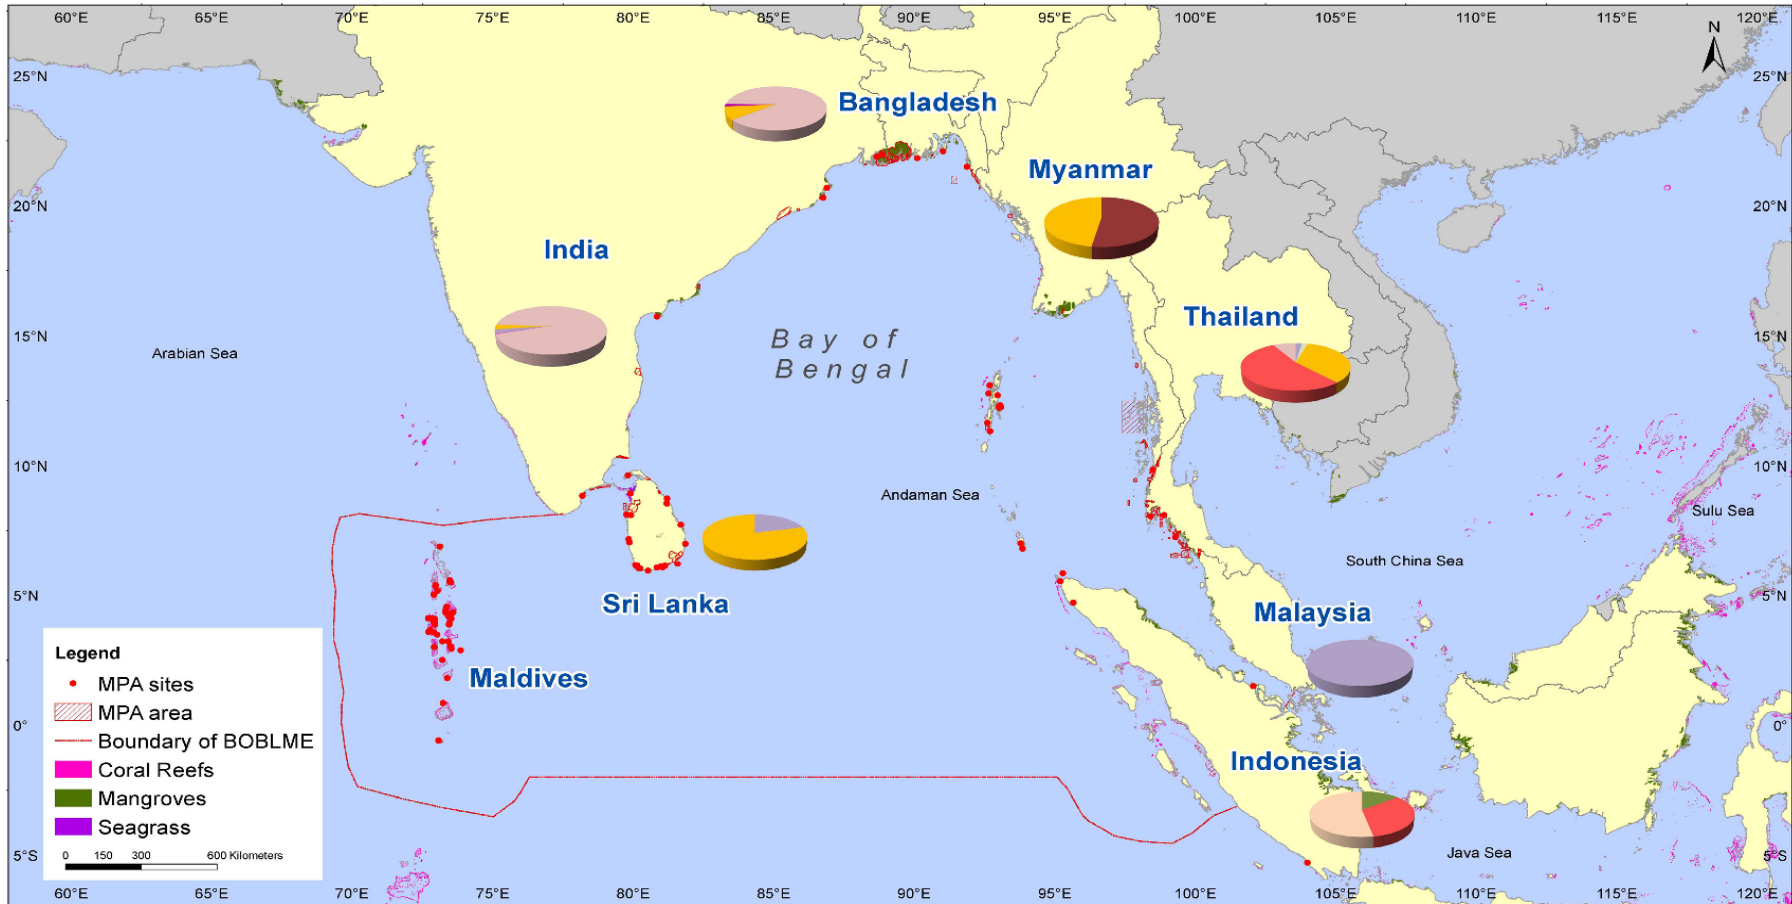 60°E 65°E 70°E 75°E 80°E 85°E 90°E 95°E 100°E 105°E 110°E 115°E 120°E
N
25°N 25°N
Bangladesh
Myanmar
20°N 20°N
India
Thailand
15°N 15°N
Bay of
Bengal
Arabian Sea
10°N 10°N
Andaman Sea
Sulu Sea
South China Sea
5°N 5°N
Sri Lanka
Malaysia
Maldives
0° 0°
Indonesia
Legend
MPA sites
MPA area
Boundary of BOBLME
Coral Reefs
Mangroves
Seagrass
0 150 300 600 Kilometers
Java Sea
5°S 5°S
60°E 65°E 70°E 75°E 80°E 85°E 90°E 95°E 100°E 105°E 110°E 115°E 120°E